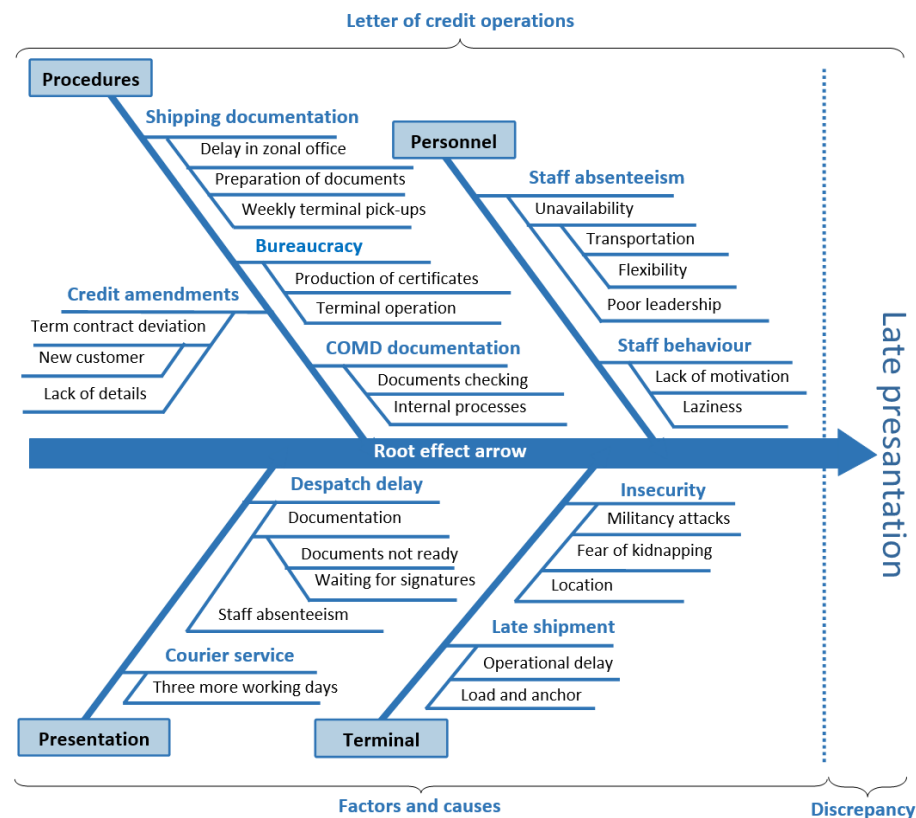 Letter of credit operations
Procedures
Shipping documentation
Delay in zonal office
Preparation of documents
Weekly terminal pick-ups
Bureaucracy
Production of certificates
Terminal operation
Credit amendments
Term contract deviation
New customer
Lack of details
COMD documentation
Documents checking
Internal processes
Personnel
Staff absenteeism
Unavailability
Transportation
Flexibility
Poor leadership
Staff behaviour
Lack of motivation
Laziness
Root effect arrow
Late presantation
Despatch delay
Documentation
Documents not ready
Waiting for signatures
Staff absenteeism
Courier service
Three more working days
Presentation
Insecurity
Militancy attacks
Fear of kidnapping
Location
Late shipment
Operational delay
Load and anchor
Terminal
Factors and causes
Discrepancy